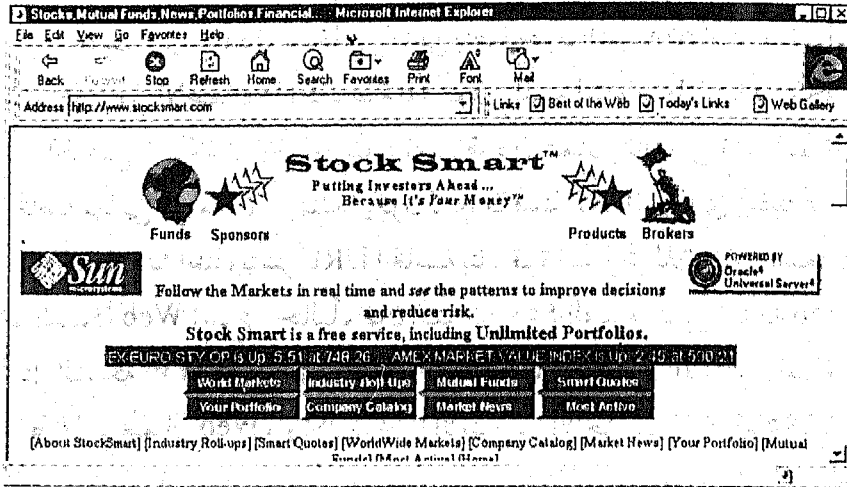 Stocks, Mutual Funds, News, Portfolios, Financial... - Microsoft Internet Explorer
File Edit View Go Favorites Help
Back Stop Refresh Home Search Favorites Print Font Mail
Address http://www.stocksmart.com Links Best of the Web Today's Links Web Gallery
Stock Smart™
Putting Investors Ahead ...
Because It's Your Money™
Funds Sponsors Products Brokers
Sun
POWERED BY
Oracle®
Universal Server®
Follow the Markets in real time and see the patterns to improve decisions
and reduce risk.
Stock Smart is a free service, including Unlimited Portfolios.
EX EURO STY OP is Up 5.51 at 748.26 AMEX MARKET VALUE INDEX is Up 2.45 at
World Markets Industry Roll Ups Mutual Funds Smart Quotes
Your Portfolio Company Catalog Market News Most Active
[About StockSmart] [Industry Roll-ups] [Smart Quotes] [WorldWide Markets] [Company Catalog] [Market News] [Your Portfolio] [Mutual
Funds] [Most Active] [Home]